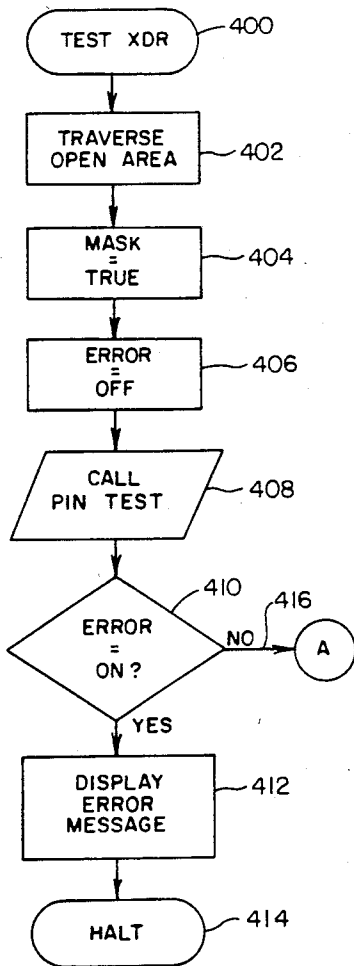 TEST XDR 400
TRAVERSE
OPEN AREA 402
MASK
=
TRUE 404
ERROR
=
OFF 406
CALL
PIN TEST 408
410
416
ERROR
=
ON?
NO
A
YES
DISPLAY
ERROR
MESSAGE 412
HALT 414